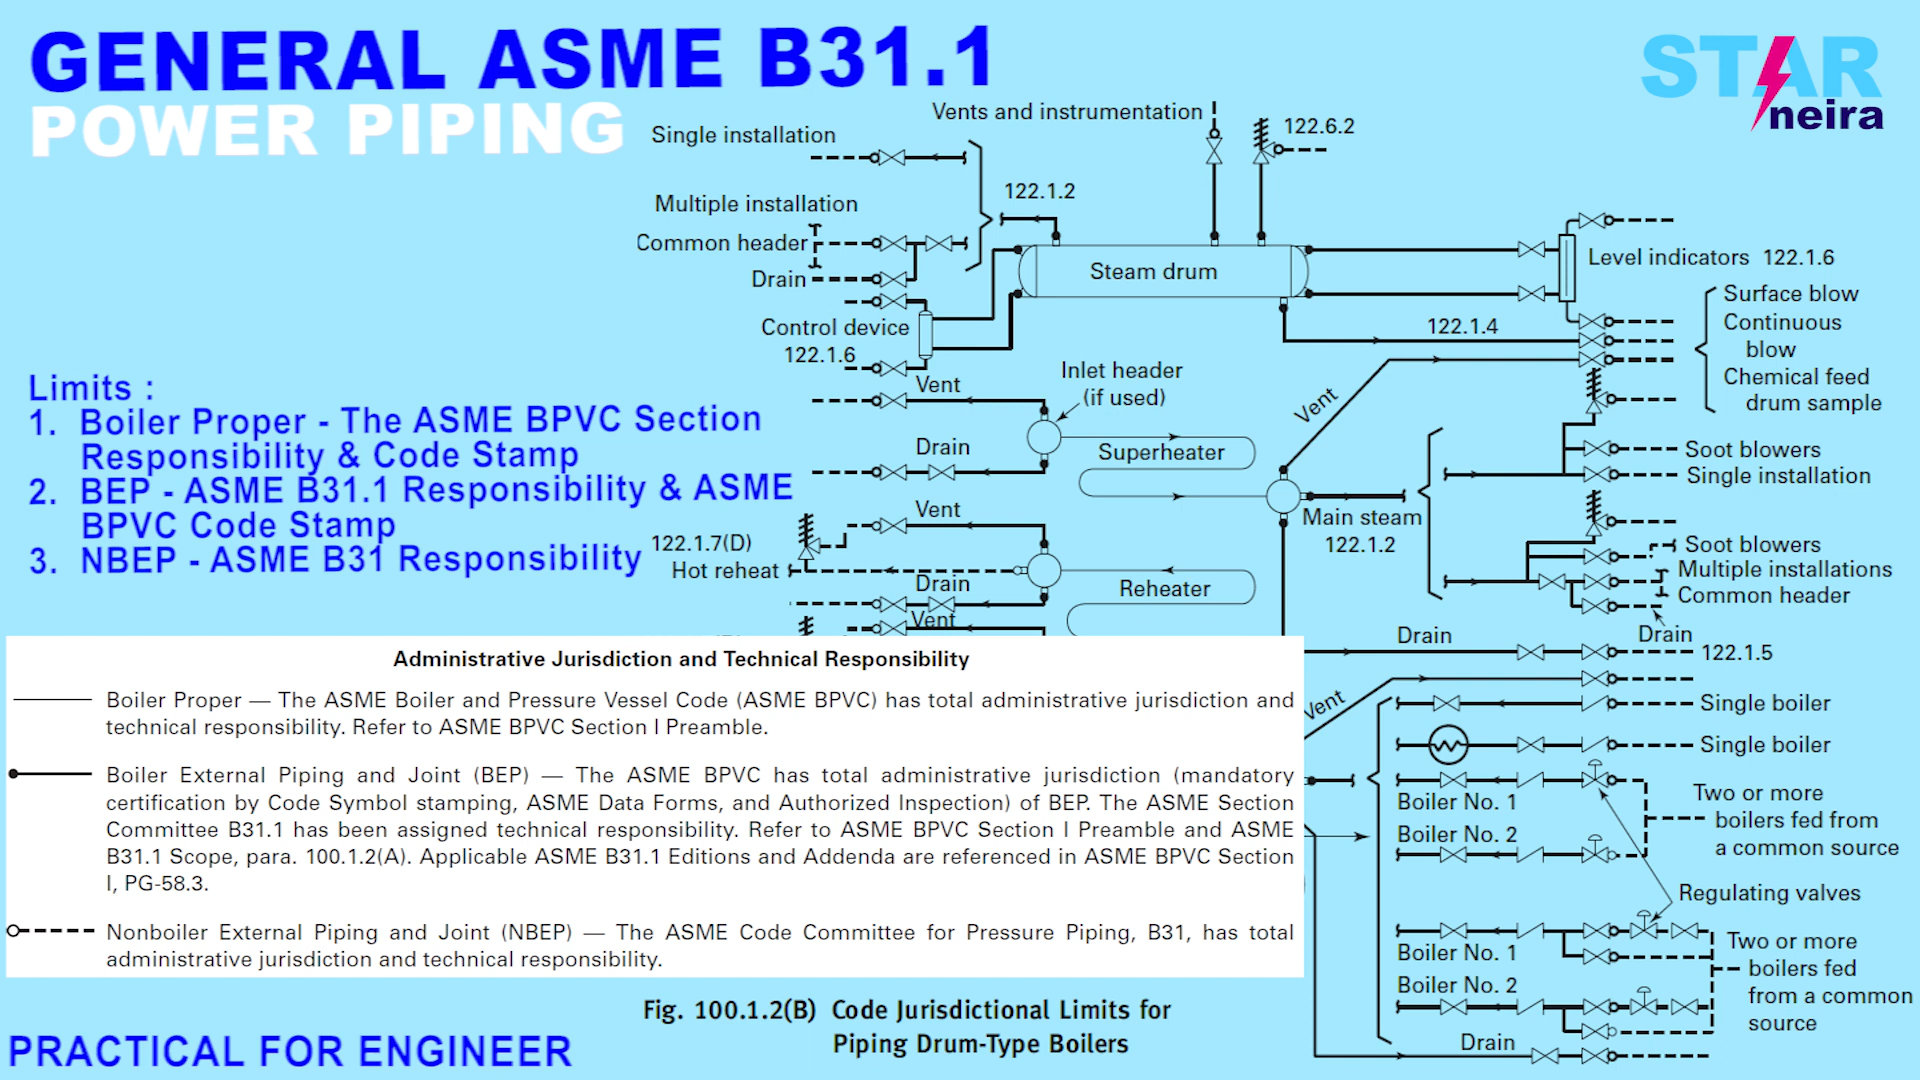 GENERAL ASME B31.1
POWER PIPING
STAR
neira
Vents and instrumentation
122.6.2
Single installation
122.1.2
Multiple installation
Common header
Drain
Steam drum
Level indicators 122.1.6
Control device
122.1.6
122.1.4
Surface blow
Continuous
blow
Chemical feed
drum sample
Vent
Inlet header
(if used)
Vent
Drain
Superheater
Soot blowers
Single installation
Vent
Main steam
122.1.2
122.1.7(D)
Hot reheat
Drain
Reheater
Vent
Soot blowers
Multiple installations
Common header
Drain
Drain
122.1.5
Limits :
1. Boiler Proper - The ASME BPVC Section
Responsibility & Code Stamp
2. BEP - ASME B31.1 Responsibility & ASME
BPVC Code Stamp
3. NBEP - ASME B31 Responsibility
Administrative Jurisdiction and Technical Responsibility
Boiler Proper — The ASME Boiler and Pressure Vessel Code (ASME BPVC) has total administrative jurisdiction and
technical responsibility. Refer to ASME BPVC Section I Preamble.
Boiler External Piping and Joint (BEP) — The ASME BPVC has total administrative jurisdiction (mandatory
certification by Code Symbol stamping, ASME Data Forms, and Authorized Inspection) of BEP. The ASME Section
Committee B31.1 has been assigned technical responsibility. Refer to ASME BPVC Section I Preamble and ASME
B31.1 Scope, para. 100.1.2(A). Applicable ASME B31.1 Editions and Addenda are referenced in ASME BPVC Section
I, PG-58.3.
Nonboiler External Piping and Joint (NBEP) — The ASME Code Committee for Pressure Piping, B31, has total
administrative jurisdiction and technical responsibility.
Vent
Single boiler
Single boiler
Boiler No. 1
Boiler No. 2
Two or more
boilers fed from
a common source
Regulating valves
Boiler No. 1
Boiler No. 2
Two or more
boilers fed
from a common
source
Drain
Fig. 100.1.2(B) Code Jurisdictional Limits for
Piping Drum-Type Boilers
PRACTICAL FOR ENGINEER